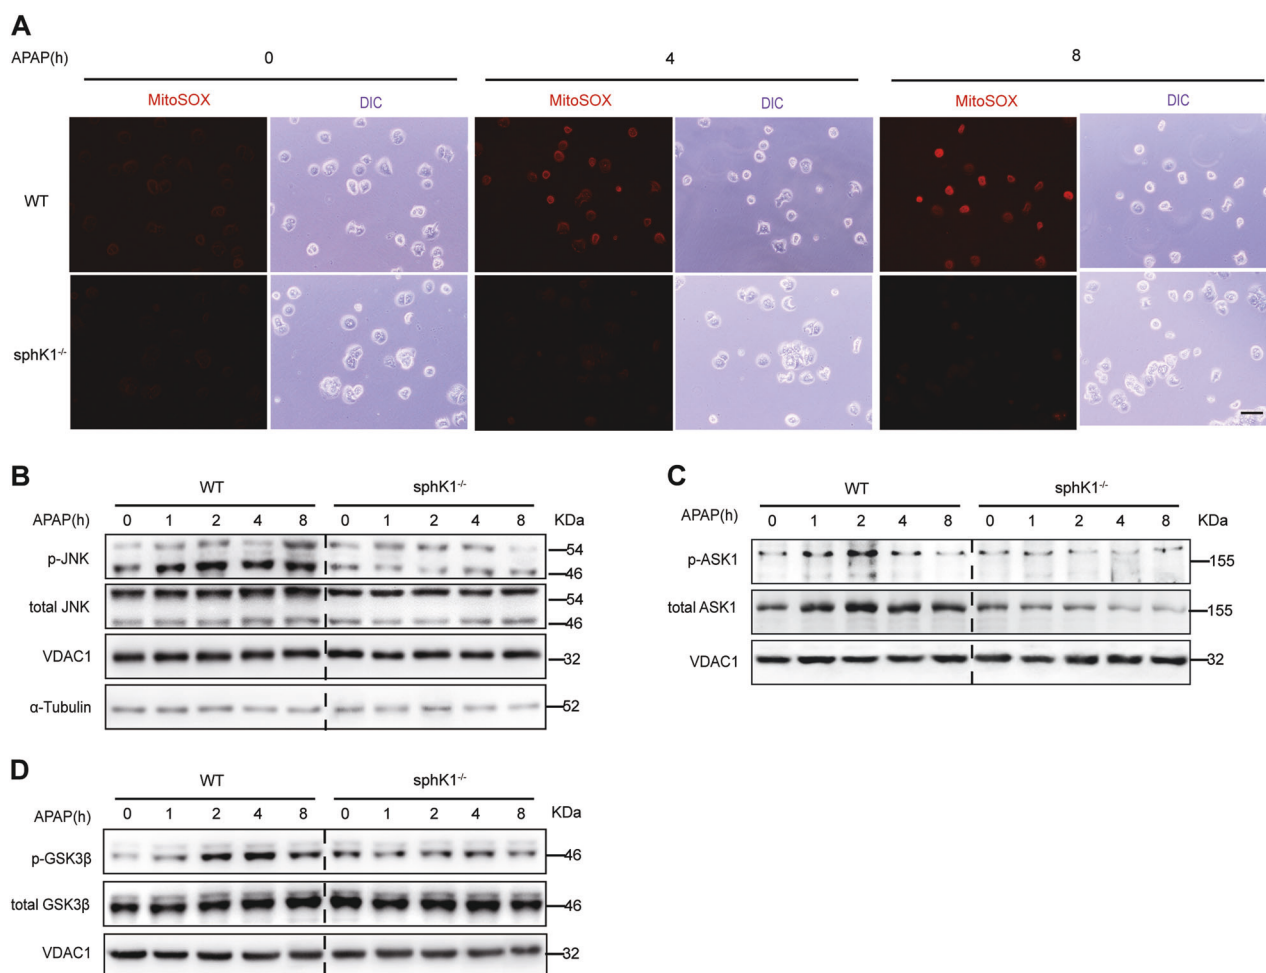 A
APAP(h) 0 4 8
MitoSOX DIC MitoSOX DIC MitoSOX DIC
WT
sphK1-/-
B
WT sphK1-/-
APAP(h) 0 1 2 4 8 0 1 2 4 8 KDa
p-JNK 54
46
total JNK 54
46
VDAC1 32
α-Tubulin 52
C
WT sphK1-/-
APAP(h) 0 1 2 4 8 0 1 2 4 8 KDa
p-ASK1 155
total ASK1 155
VDAC1 32
D
WT sphK1-/-
APAP(h) 0 1 2 4 8 0 1 2 4 8 KDa
p-GSK3β 46
total GSK3β 46
VDAC1 32